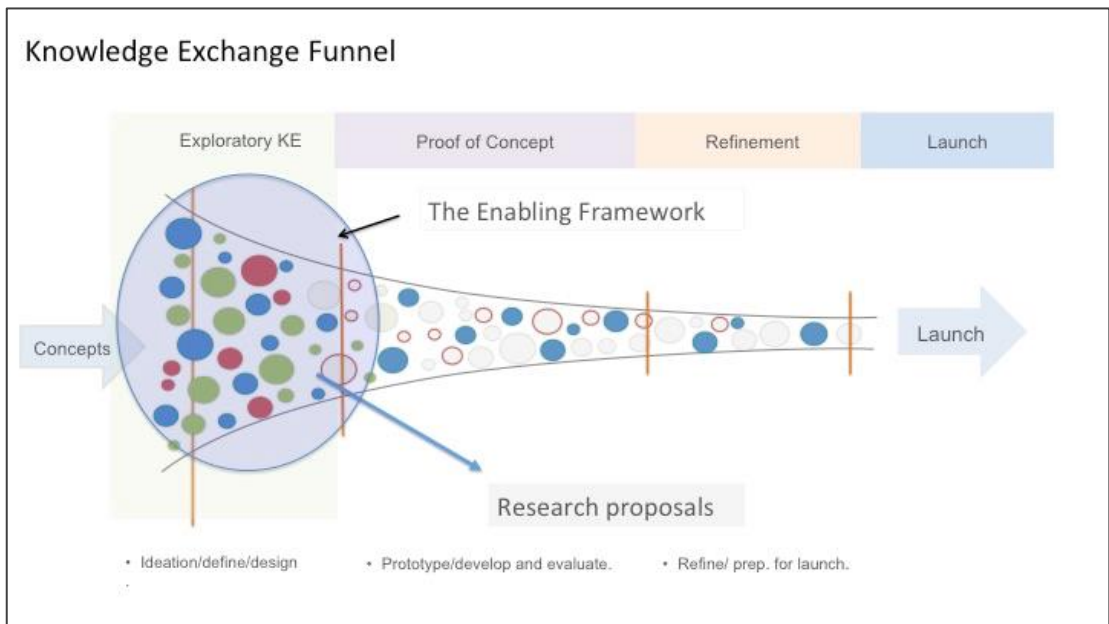 Knowledge Exchange Funnel
Exploratory KE
Proof of Concept
Refinement
Launch
The Enabling Framework
Concepts
Launch
Research proposals
• Ideation/define/design
• Prototype/develop and evaluate.
• Refine/ prep. for launch.